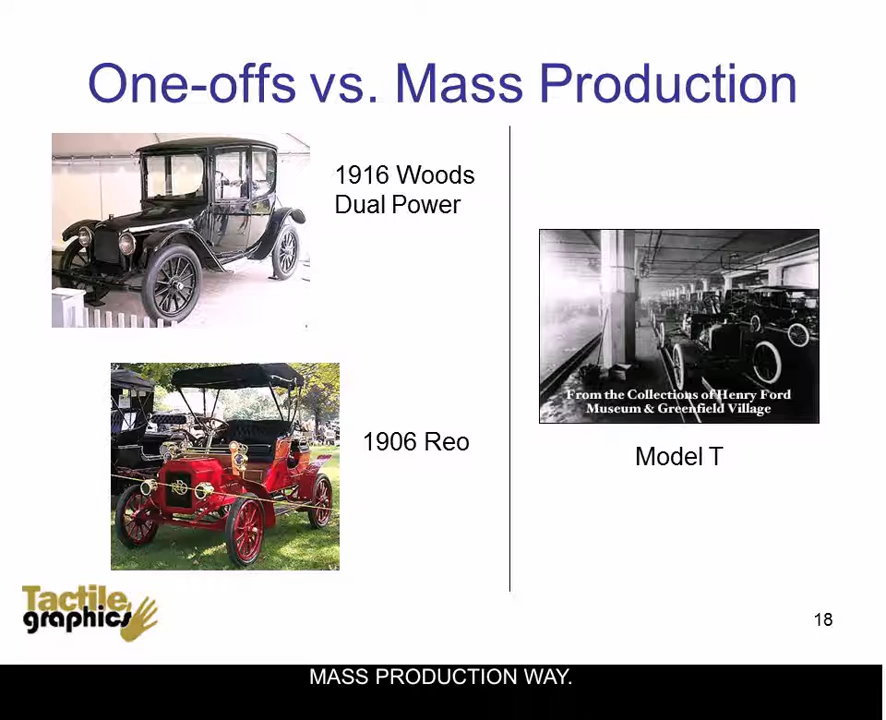 One-offs vs. Mass Production
1916 Woods
Dual Power
1906 Reo
From the Collections of Henry Ford
Museum & Greenfield Village
Model T
Tactile
graphics
18
MASS PRODUCTION WAY.